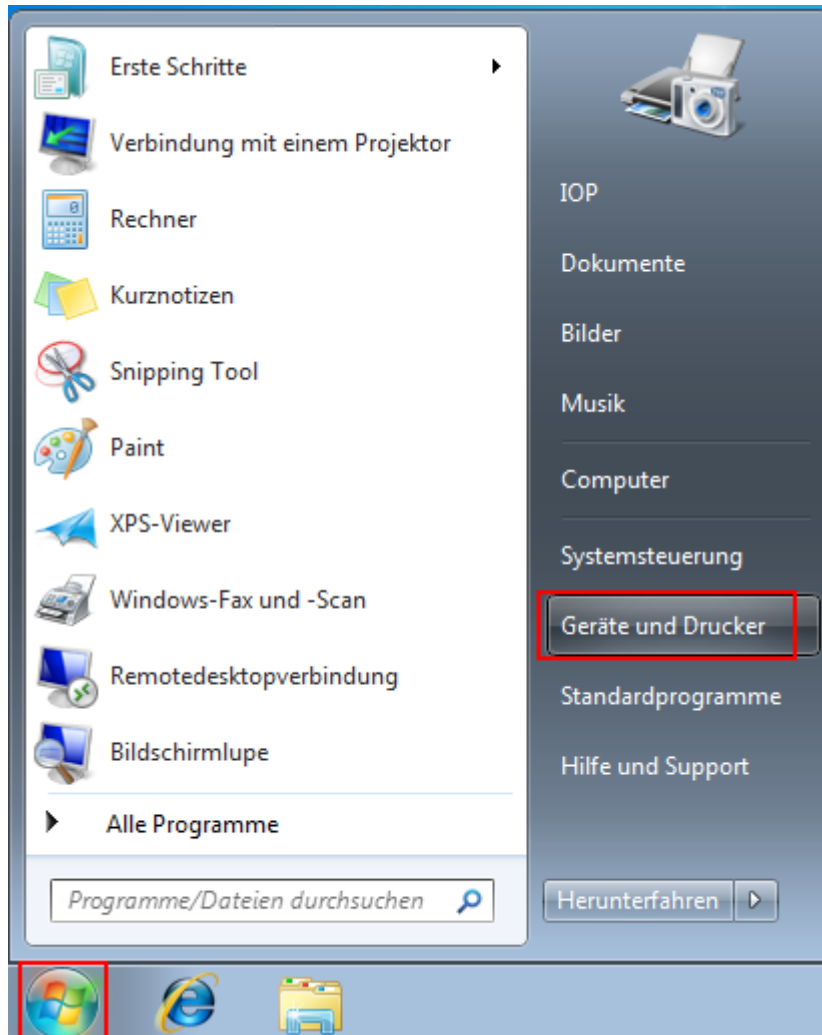 Erste Schritte
Verbindung mit einem Projektor
Rechner
Kurznotizen
Snipping Tool
Paint
XPS-Viewer
Windows-Fax und -Scan
Remotedesktopverbindung
Bildschirmlupe
Alle Programme
Programme/Dateien durchsuchen
IOP
Dokumente
Bilder
Musik
Computer
Systemsteuerung
Geräte und Drucker
Standardprogramme
Hilfe und Support
Herunterfahren